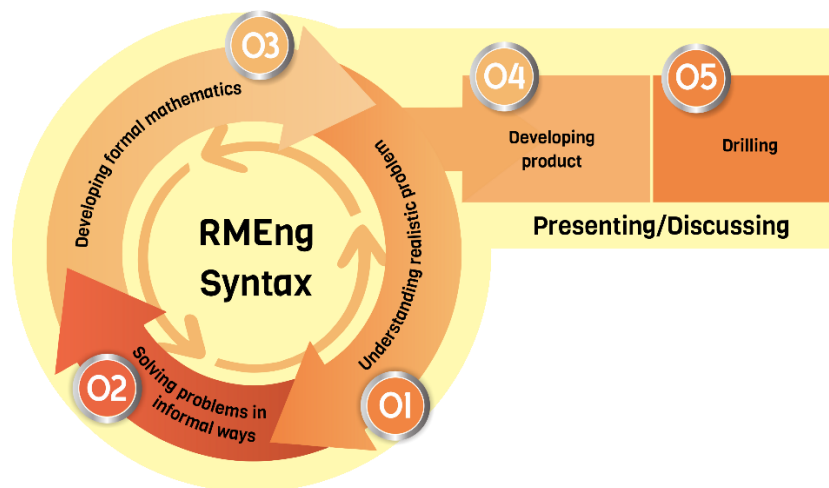 RMEng
Syntax
01
Understanding realistic problem
02
Solving problems in
informal ways
03
Developing formal mathematics
04
Developing
product
05
Drilling
Presenting/Discussing